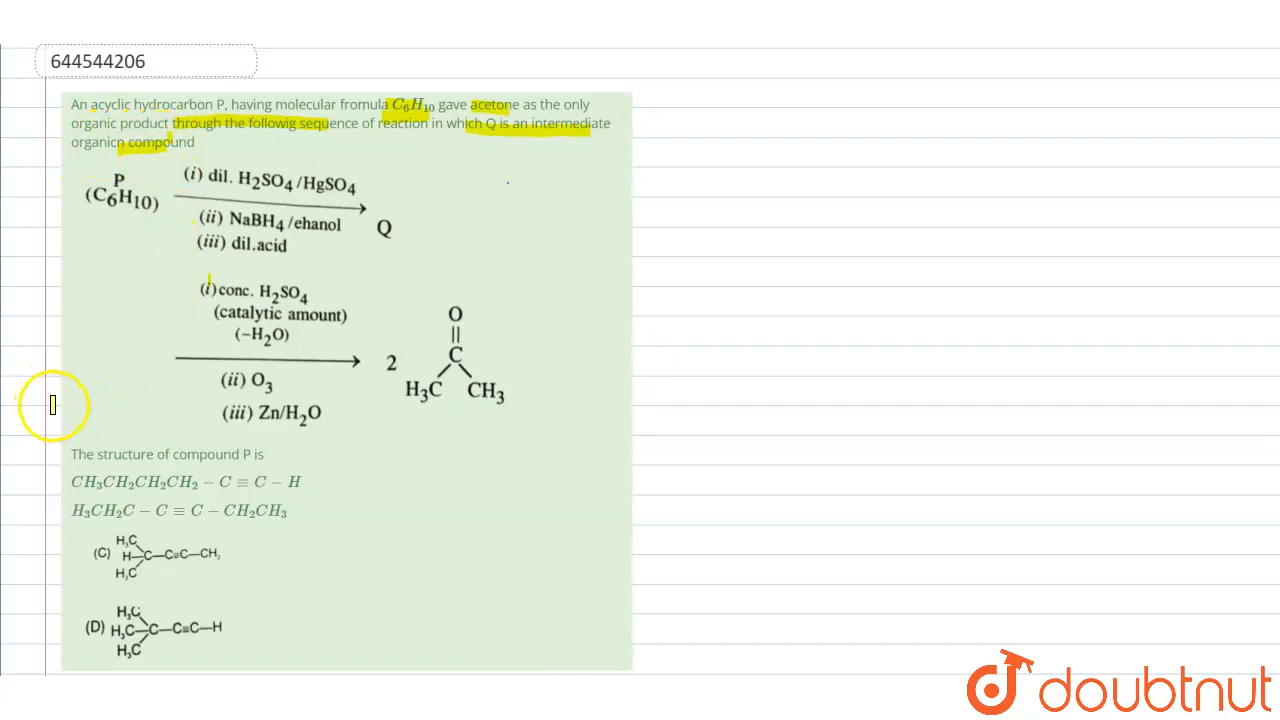 644544206
An acyclic hydrocarbon P, having molecular fromula C₆H₁₀ gave acetone as the only
organic product through the followig sequence of reaction in which Q is an intermediate
organicn compound
P
(C₆H₁₀)
(i) dil. H₂SO₄/HgSO₄
(ii) NaBH₄/ehanol
(iii) dil.acid
Q
(i)conc. H₂SO₄
(catalytic amount)
(−H₂O)
(ii) O₃
(iii) Zn/H₂O
2
O
||
C
H₃C CH₃
The structure of compound P is
CH₃CH₂CH₂CH₂ − C ≡ C − H
H₃CH₂C − C ≡ C − CH₂CH₃
H₃C
(C) H—C—C≡C—CH₃
H₃C
H₃C
(D) H₃C—C—C≡C—H
H₃C
doubtnut